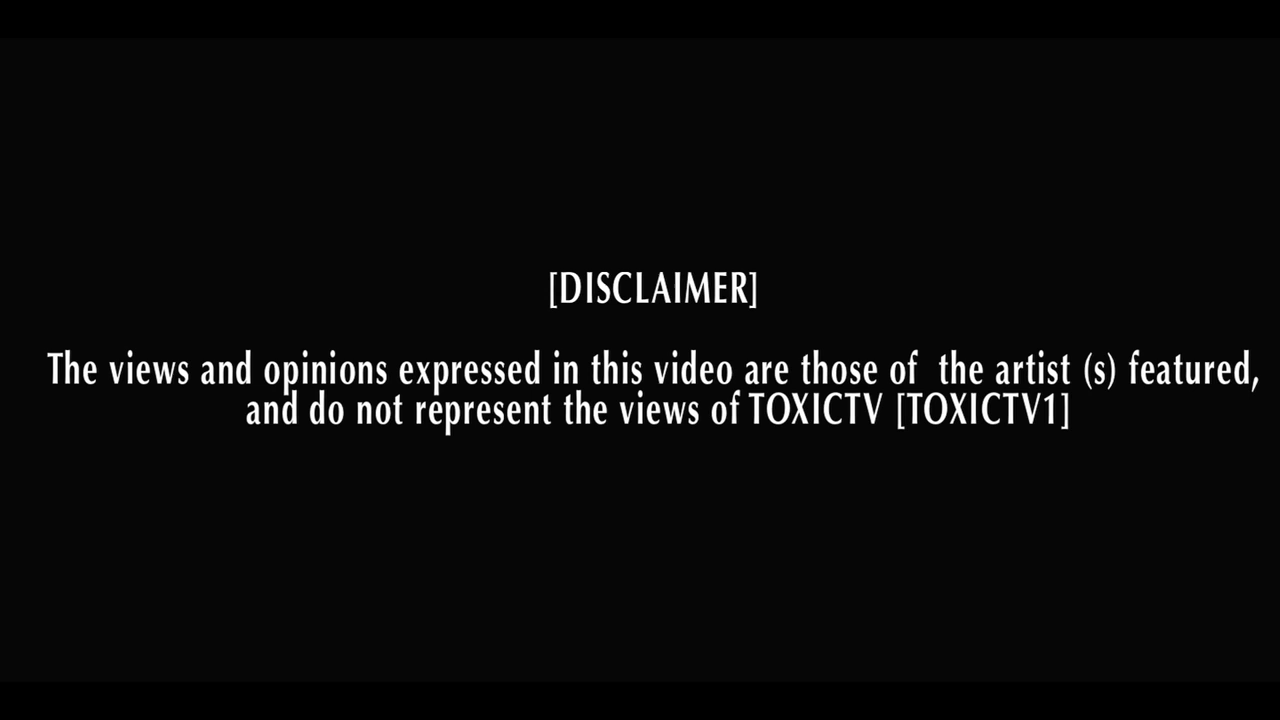 [DISCLAIMER]
The views and opinions expressed in this video are those of  the artist (s) featured,
and do not represent the views of TOXICTV [TOXICTV1]